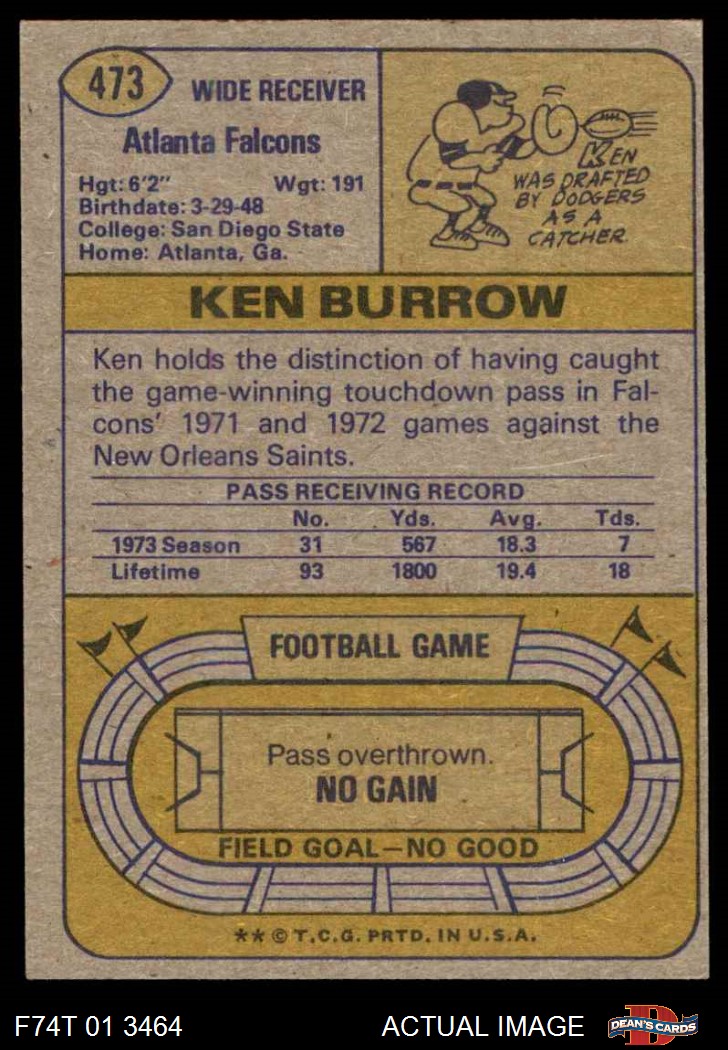 473
WIDE RECEIVER
Atlanta Falcons
Hgt: 6'2" Wgt: 191
Birthdate: 3-29-48
College: San Diego State
Home: Atlanta, Ga.
KEN
WAS DRAFTED
BY DODGERS
AS A
CATCHER.
KEN BURROW
Ken holds the distinction of having caught
the game-winning touchdown pass in Fal-
cons' 1971 and 1972 games against the
New Orleans Saints.
PASS RECEIVING RECORD
No. Yds. Avg. Tds.
1973 Season 31 567 18.3 7
Lifetime 93 1800 19.4 18
FOOTBALL GAME
Pass overthrown.
NO GAIN
FIELD GOAL—NO GOOD
** © T.C.G. PRTD. IN U.S.A.
F74T 01 3464 ACTUAL IMAGE
D
DEAN'S CARDS